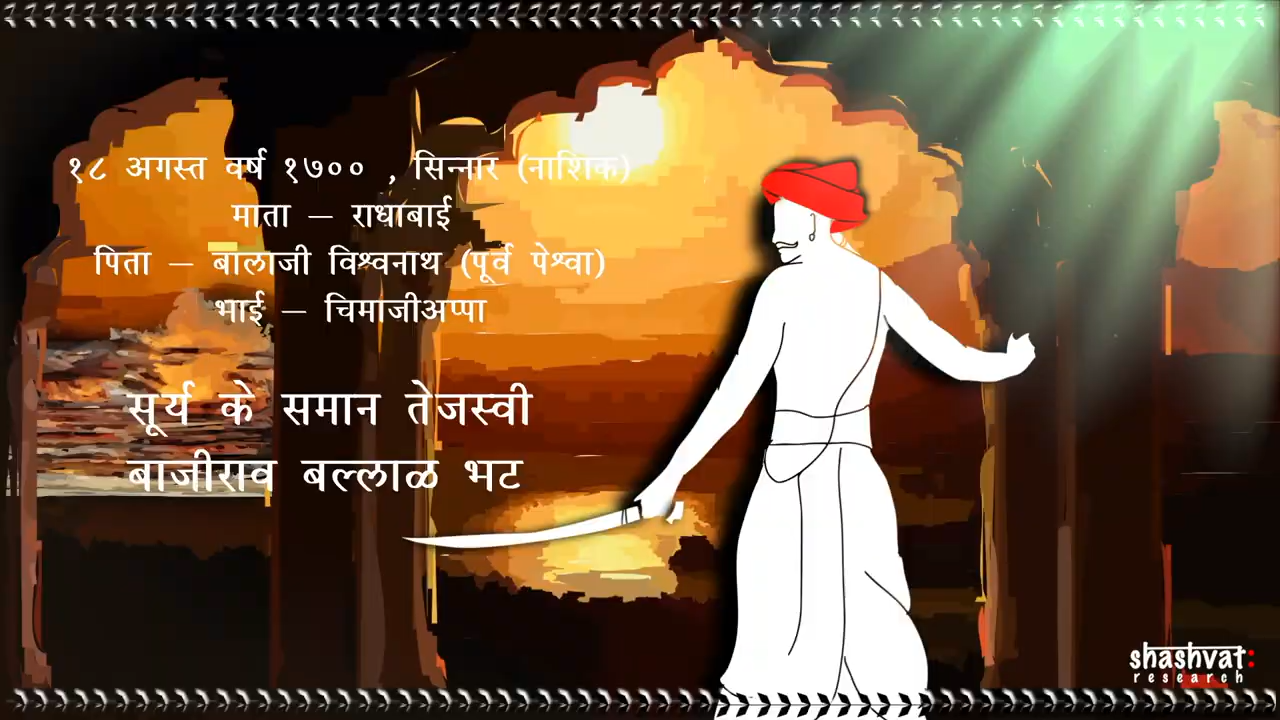 १८ अगस्त वर्ष १७०० , सिन्नार (नाशिक)
माता – राधाबाई
पिता – बालाजी विश्वनाथ (पूर्व पेश्वा)
भाई – चिमाजीअप्पा
सूर्य के समान तेजस्वी
बाजीराव बल्लाळ भट
shashvat:
research